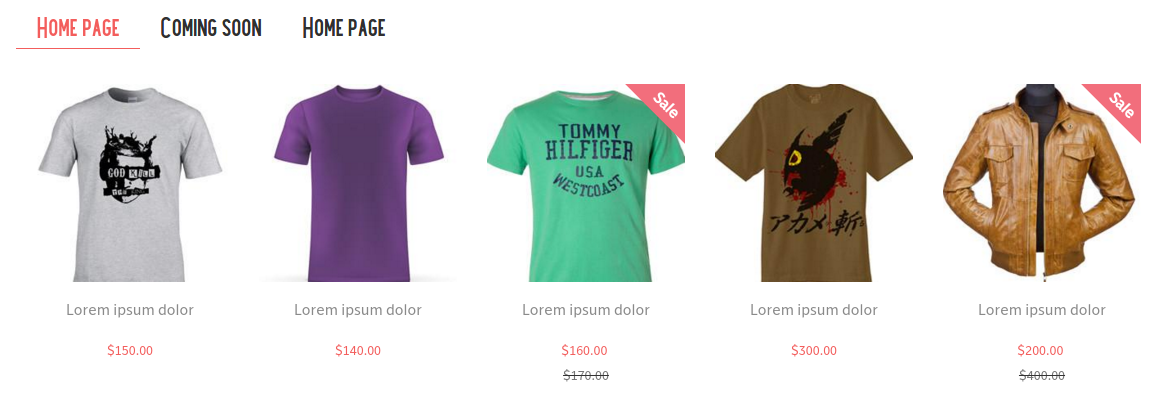 Home page Coming soon Home page
Sale Sale
GOD KILL
TOMMY
HILFIGER
U.S.A
WESTCOAST
アカメ斬
Lorem ipsum dolor Lorem ipsum dolor Lorem ipsum dolor Lorem ipsum dolor Lorem ipsum dolor
$150.00 $140.00 $160.00 $300.00 $200.00
$170.00 $400.00